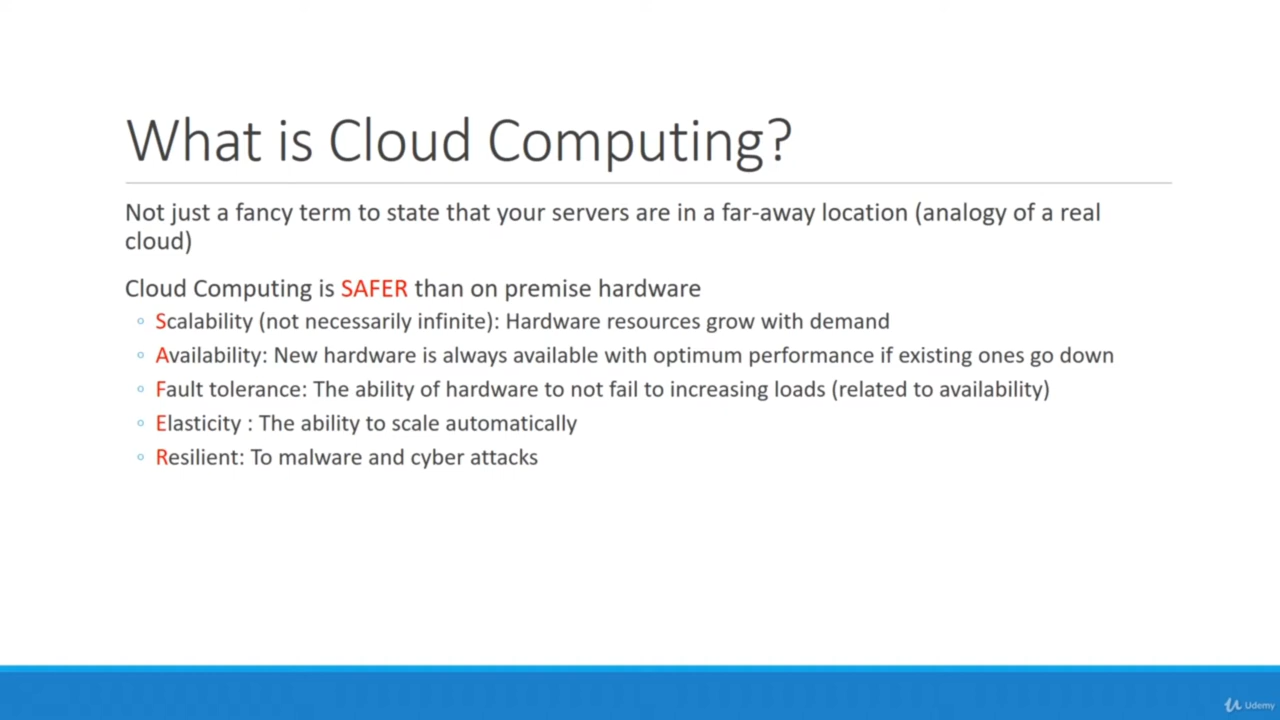 What is Cloud Computing?
Not just a fancy term to state that your servers are in a far-away location (analogy of a real
cloud)
Cloud Computing is SAFER than on premise hardware
Scalability (not necessarily infinite): Hardware resources grow with demand
Availability: New hardware is always available with optimum performance if existing ones go down
Fault tolerance: The ability of hardware to not fail to increasing loads (related to availability)
Elasticity : The ability to scale automatically
Resilient: To malware and cyber attacks
Udemy